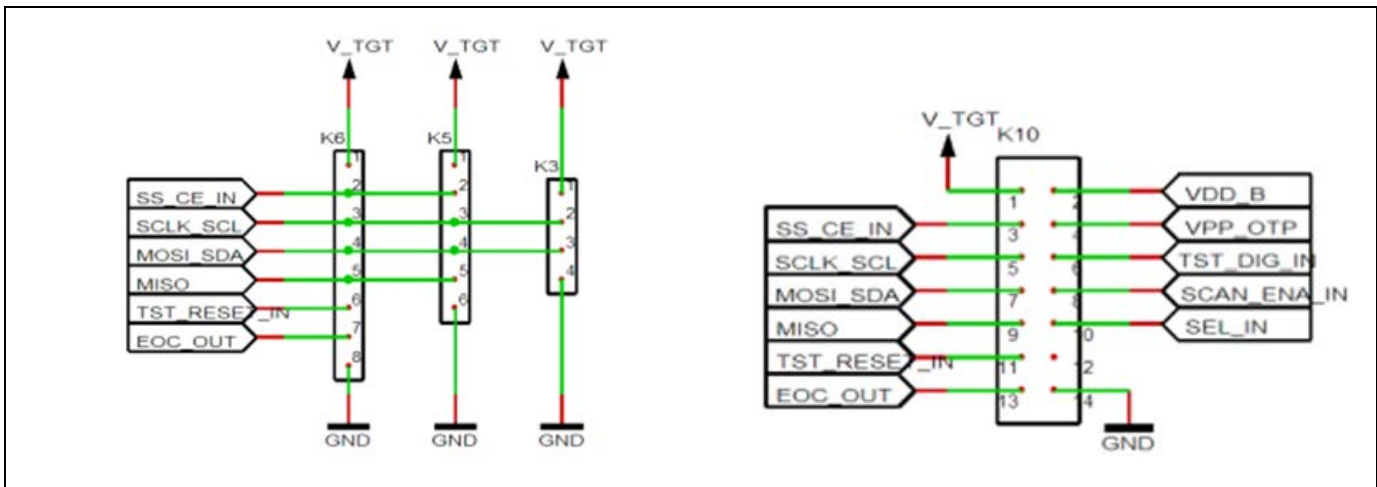 V_TGT V_TGT V_TGT
K6 K5 K3
1 1
SS_CE_IN 2 2 1
SCLK_SCL 3 3 2
MOSI_SDA 4 4 3
MISO 5 5 4
TST_RESET_IN 6 6
EOC_OUT 7
8
GND GND GND
V_TGT K10
1 2 VDD_B
SS_CE_IN 3 4 VPP_OTP
SCLK_SCL 5 6 TST_DIG_IN
MOSI_SDA 7 8 SCAN_ENA_IN
MISO 9 10 SEL_IN
TST_RESET_IN 11 12
EOC_OUT 13 14
GND